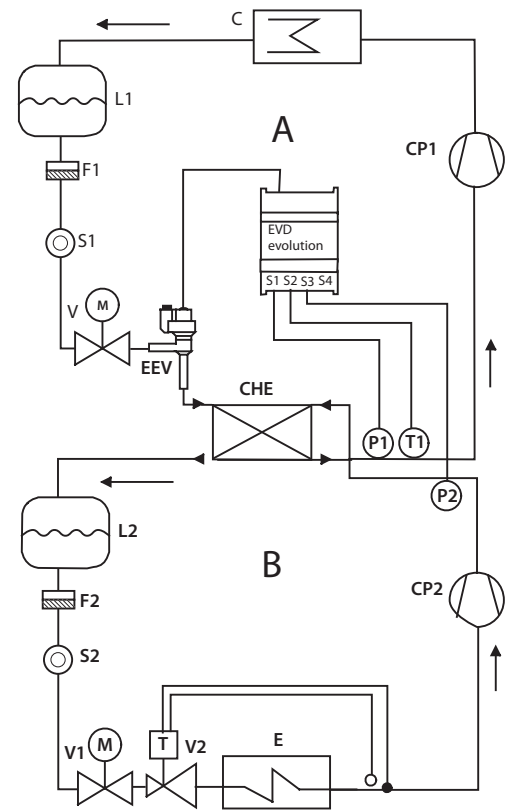 C
L1
A
CP1
F1
EVD
evolution
S1
S1 S2 S3 S4
V
M
EEV
CHE
P1
T1
P2
L2
B
CP2
F2
S2
V1
M
T
V2
E